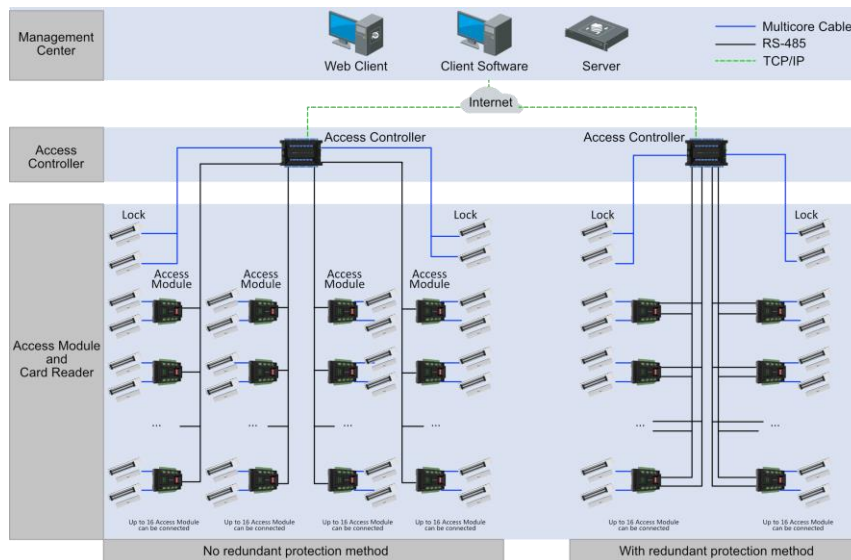 Management
Center
Web Client
Client Software
Server
Multicore Cable
RS-485
TCP/IP
Internet
Access
Controller
Access Controller
Access Controller
Access Module
and
Card Reader
Lock
Lock
Lock
Lock
Access
Module
Access
Module
Access
Module
Access
Module
...
...
...
...
...
...
Up to 16 Access Module
can be connected
Up to 16 Access Module
can be connected
Up to 16 Access Module
can be connected
Up to 16 Access Module
can be connected
Up to 16 Access Module
can be connected
Up to 16 Access Module
can be connected
No redundant protection method
With redundant protection method